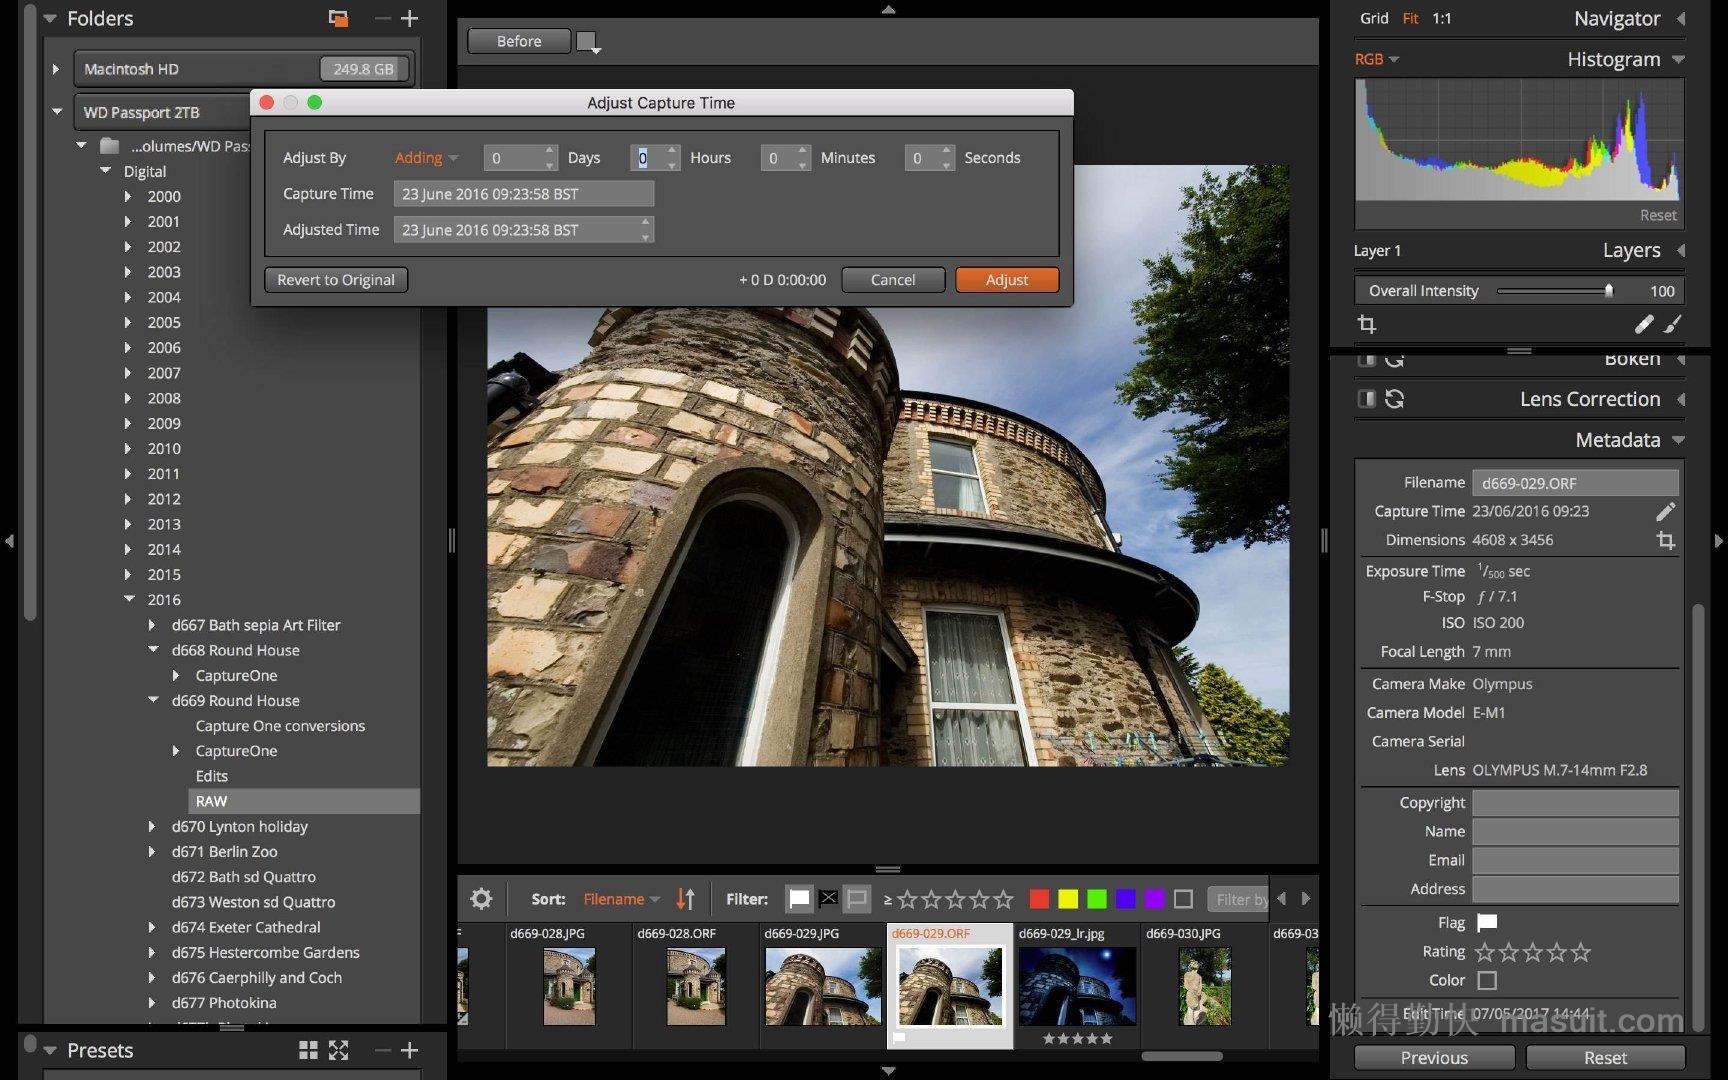 Folders
Macintosh HD 249.8 GB
WD Passport 2TB
...olumes/WD Pas
Digital
2000
2001
2002
2003
2004
2005
2006
2007
2008
2009
2010
2011
2012
2013
2014
2015
2016
d667 Bath sepia Art Filter
d668 Round House
CaptureOne
d669 Round House
Capture One conversions
CaptureOne
Edits
RAW
d670 Lynton holiday
d671 Berlin Zoo
d672 Bath sd Quattro
d673 Weston sd Quattro
d674 Exeter Cathedral
d675 Hestercombe Gardens
d676 Caerphilly and Coch
d677 Photokina
Presets
Before
Adjust Capture Time
Adjust By Adding 0 Days 0 Hours 0 Minutes 0 Seconds
Capture Time 23 June 2016 09:23:58 BST
Adjusted Time 23 June 2016 09:23:58 BST
Revert to Original + 0 D 0:00:00 Cancel Adjust
Sort: Filename Filter: ≥ Filter by
d669-028.JPG d669-028.ORF d669-029.JPG d669-029.ORF d669-029_lr.jpg d669-030.JPG d669-03
Grid Fit 1:1 Navigator
RGB Histogram
Reset
Layer 1 Layers
Overall Intensity 100
Bokeh
Lens Correction
Metadata
Filename d669-029.ORF
Capture Time 23/06/2016 09:23
Dimensions 4608 x 3456
Exposure Time 1/500 sec
F-Stop ƒ / 7.1
ISO ISO 200
Focal Length 7 mm
Camera Make Olympus
Camera Model E-M1
Camera Serial
Lens OLYMPUS M.7-14mm F2.8
Copyright
Name
Email
Address
Flag
Rating
Color
Edit Time 07/05/2017 14:44
懒得勤快 masuit.com
Previous Reset